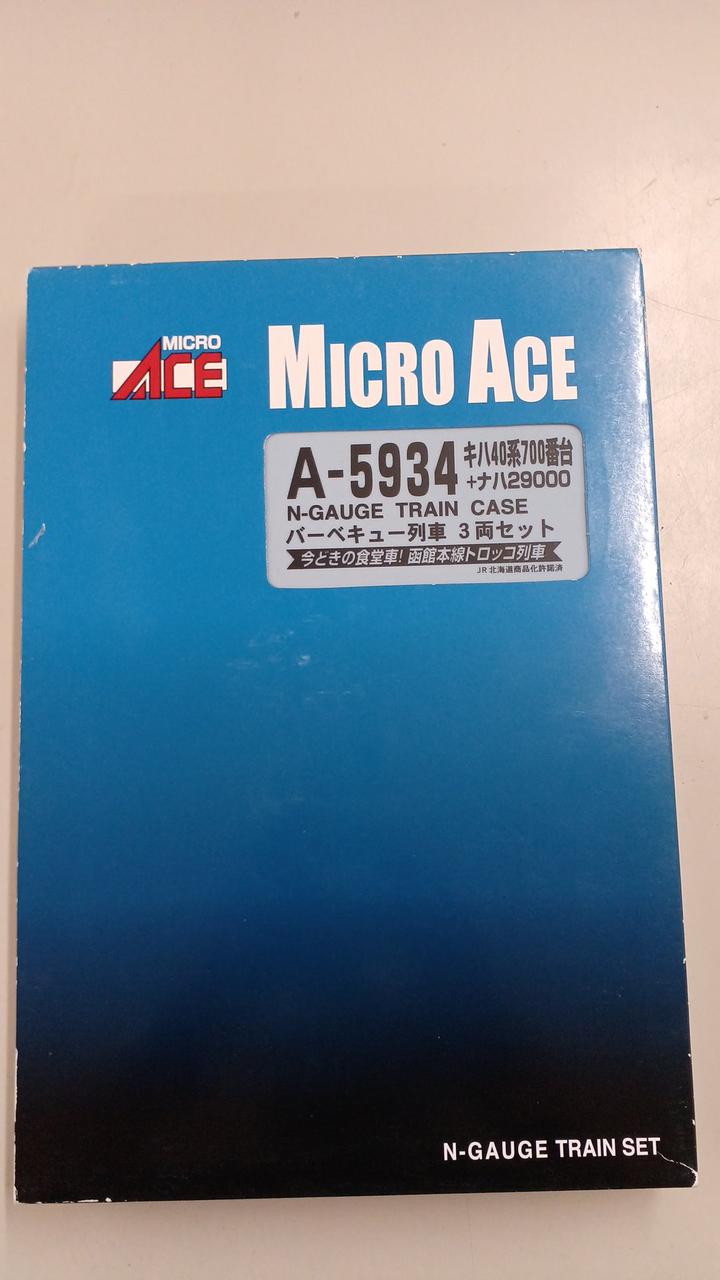 MICRO
ACE
MICRO ACE
A-5934 キハ40系700番台
+ナハ29000
N-GAUGE TRAIN CASE
バーベキュー列車 3両セット
今どきの食堂車! 函館本線トロッコ列車
JR北海道商品化許諾済
N-GAUGE TRAIN SET